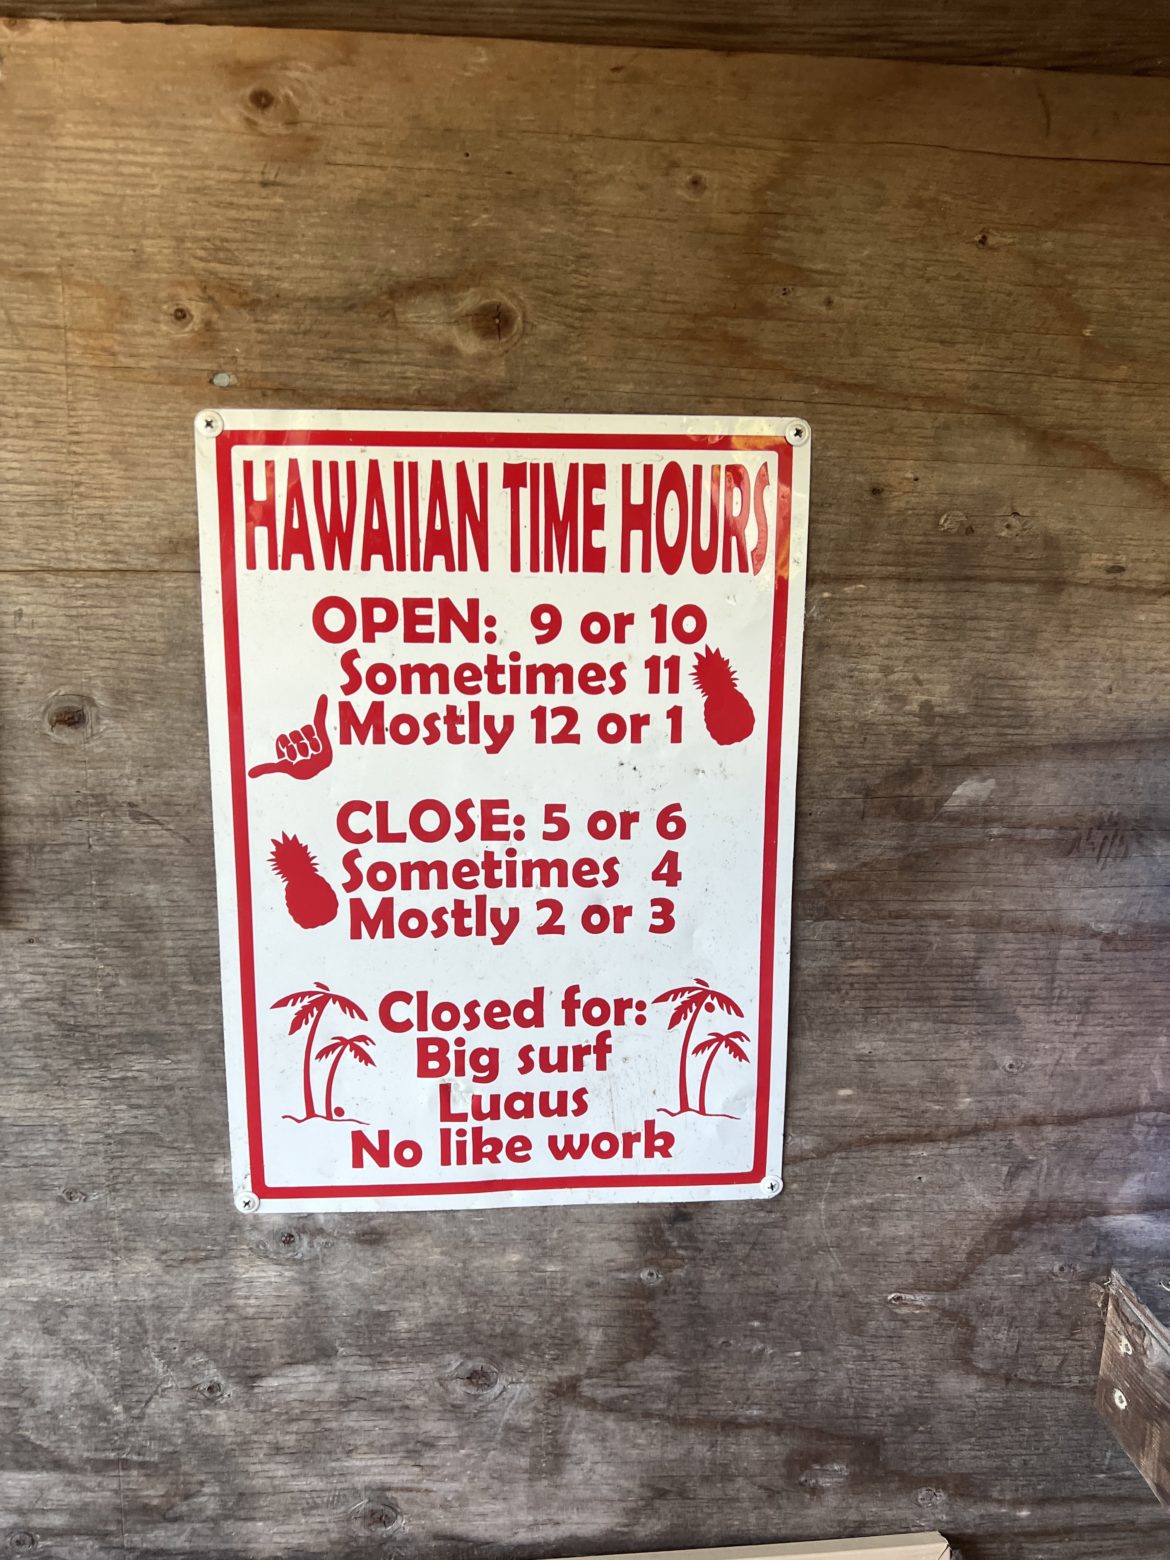 HAWAIIAN TIME HOURS
OPEN: 9 or 10
Sometimes 11
Mostly 12 or 1
CLOSE: 5 or 6
Sometimes 4
Mostly 2 or 3
Closed for:
Big surf
Luaus
No like work